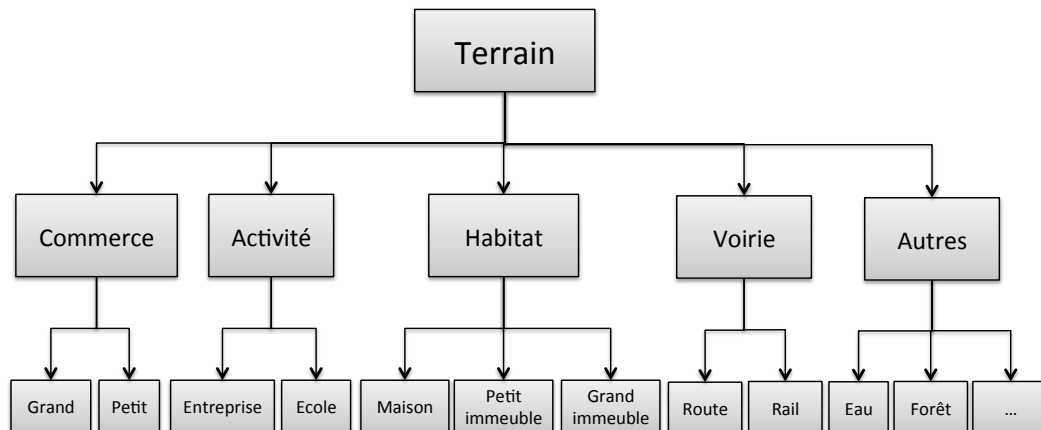 Terrain
Commerce
Activité
Habitat
Voirie
Autres
Grand
Petit
Entreprise
Ecole
Maison
Petit
immeuble
Grand
immeuble
Route
Rail
Eau
Forêt
...